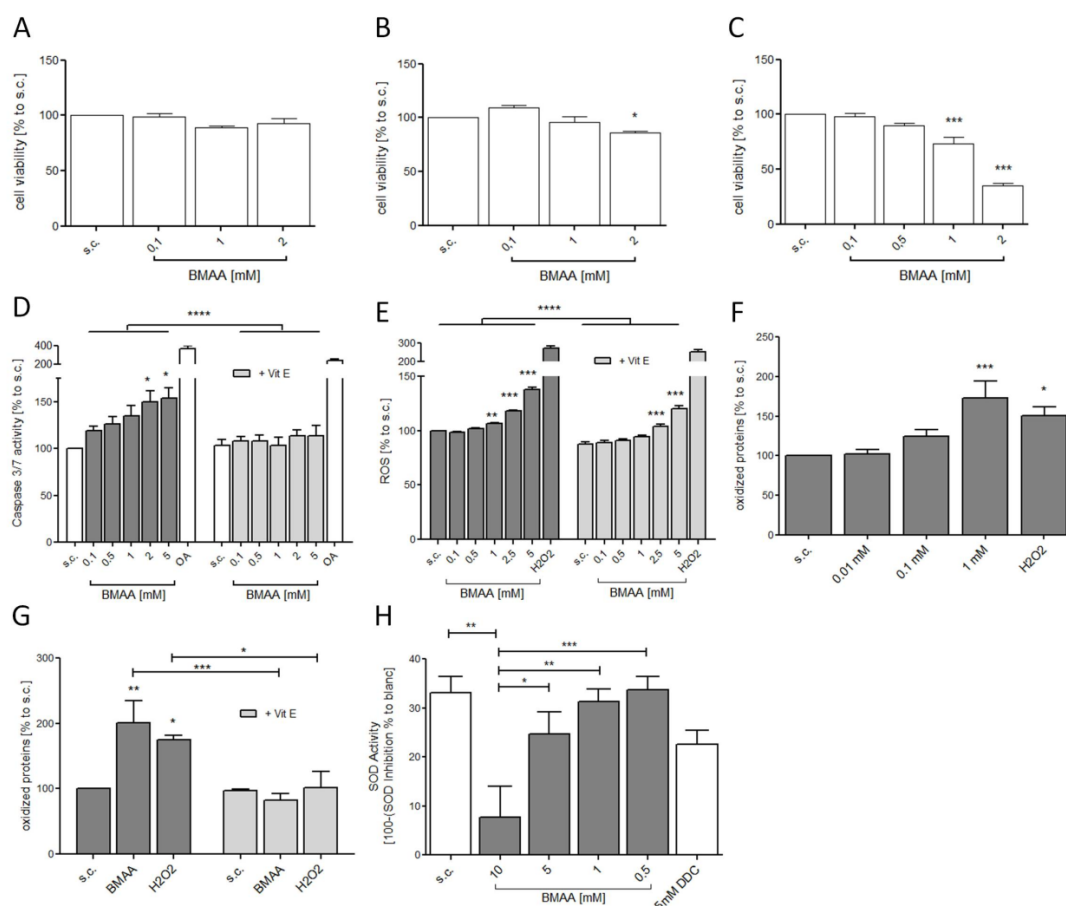 A
cell viability [% to s.c.]
150
100
50
0
s.c.
0,1
1
2
BMAA [mM]
B
cell viability [% to s.c.]
150
100
50
0
*
s.c.
0,1
1
2
BMAA [mM]
C
cell viability [% to s.c.]
150
100
50
0
***
***
s.c.
0,1
0,5
1
2
BMAA [mM]
D
Caspase 3/7 activity [% to s.c.]
400
200
150
100
50
0
****
* *
+ Vit E
s.c. 0,1 0,5 1 2 5 OA
s.c. 0,1 0,5 1 2 5 OA
BMAA [mM]
BMAA [mM]
E
ROS [% to s.c.]
300
200
150
100
50
0
****
** *** ***
+ Vit E
*** ***
s.c. 0,1 0,5 1 2,5 5 H2O2
s.c. 0,1 0,5 1 2,5 5 H2O2
BMAA [mM]
BMAA [mM]
F
oxidized proteins [% to s.c.]
250
200
150
100
50
0
***
*
s.c.
0.01 mM
0.1 mM
1 mM
H2O2
G
oxidized proteins [% to s.c.]
300
200
100
0
*
***
**
*
+ Vit E
s.c. BMAA H2O2
s.c. BMAA H2O2
H
SOD Activity
[100-(SOD Inhibition % to blanc]
40
30
20
10
0
**
***
**
*
s.c.
10
5
1
0.5
5mM DDC
BMAA [mM]